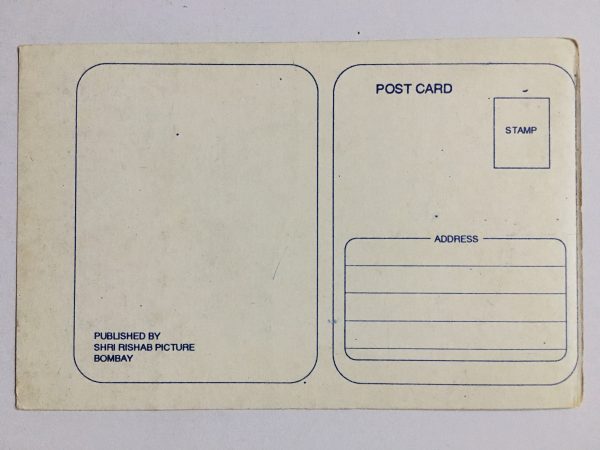 POST CARD
STAMP
ADDRESS
PUBLISHED BY
SHRI RISHAB PICTURE
BOMBAY